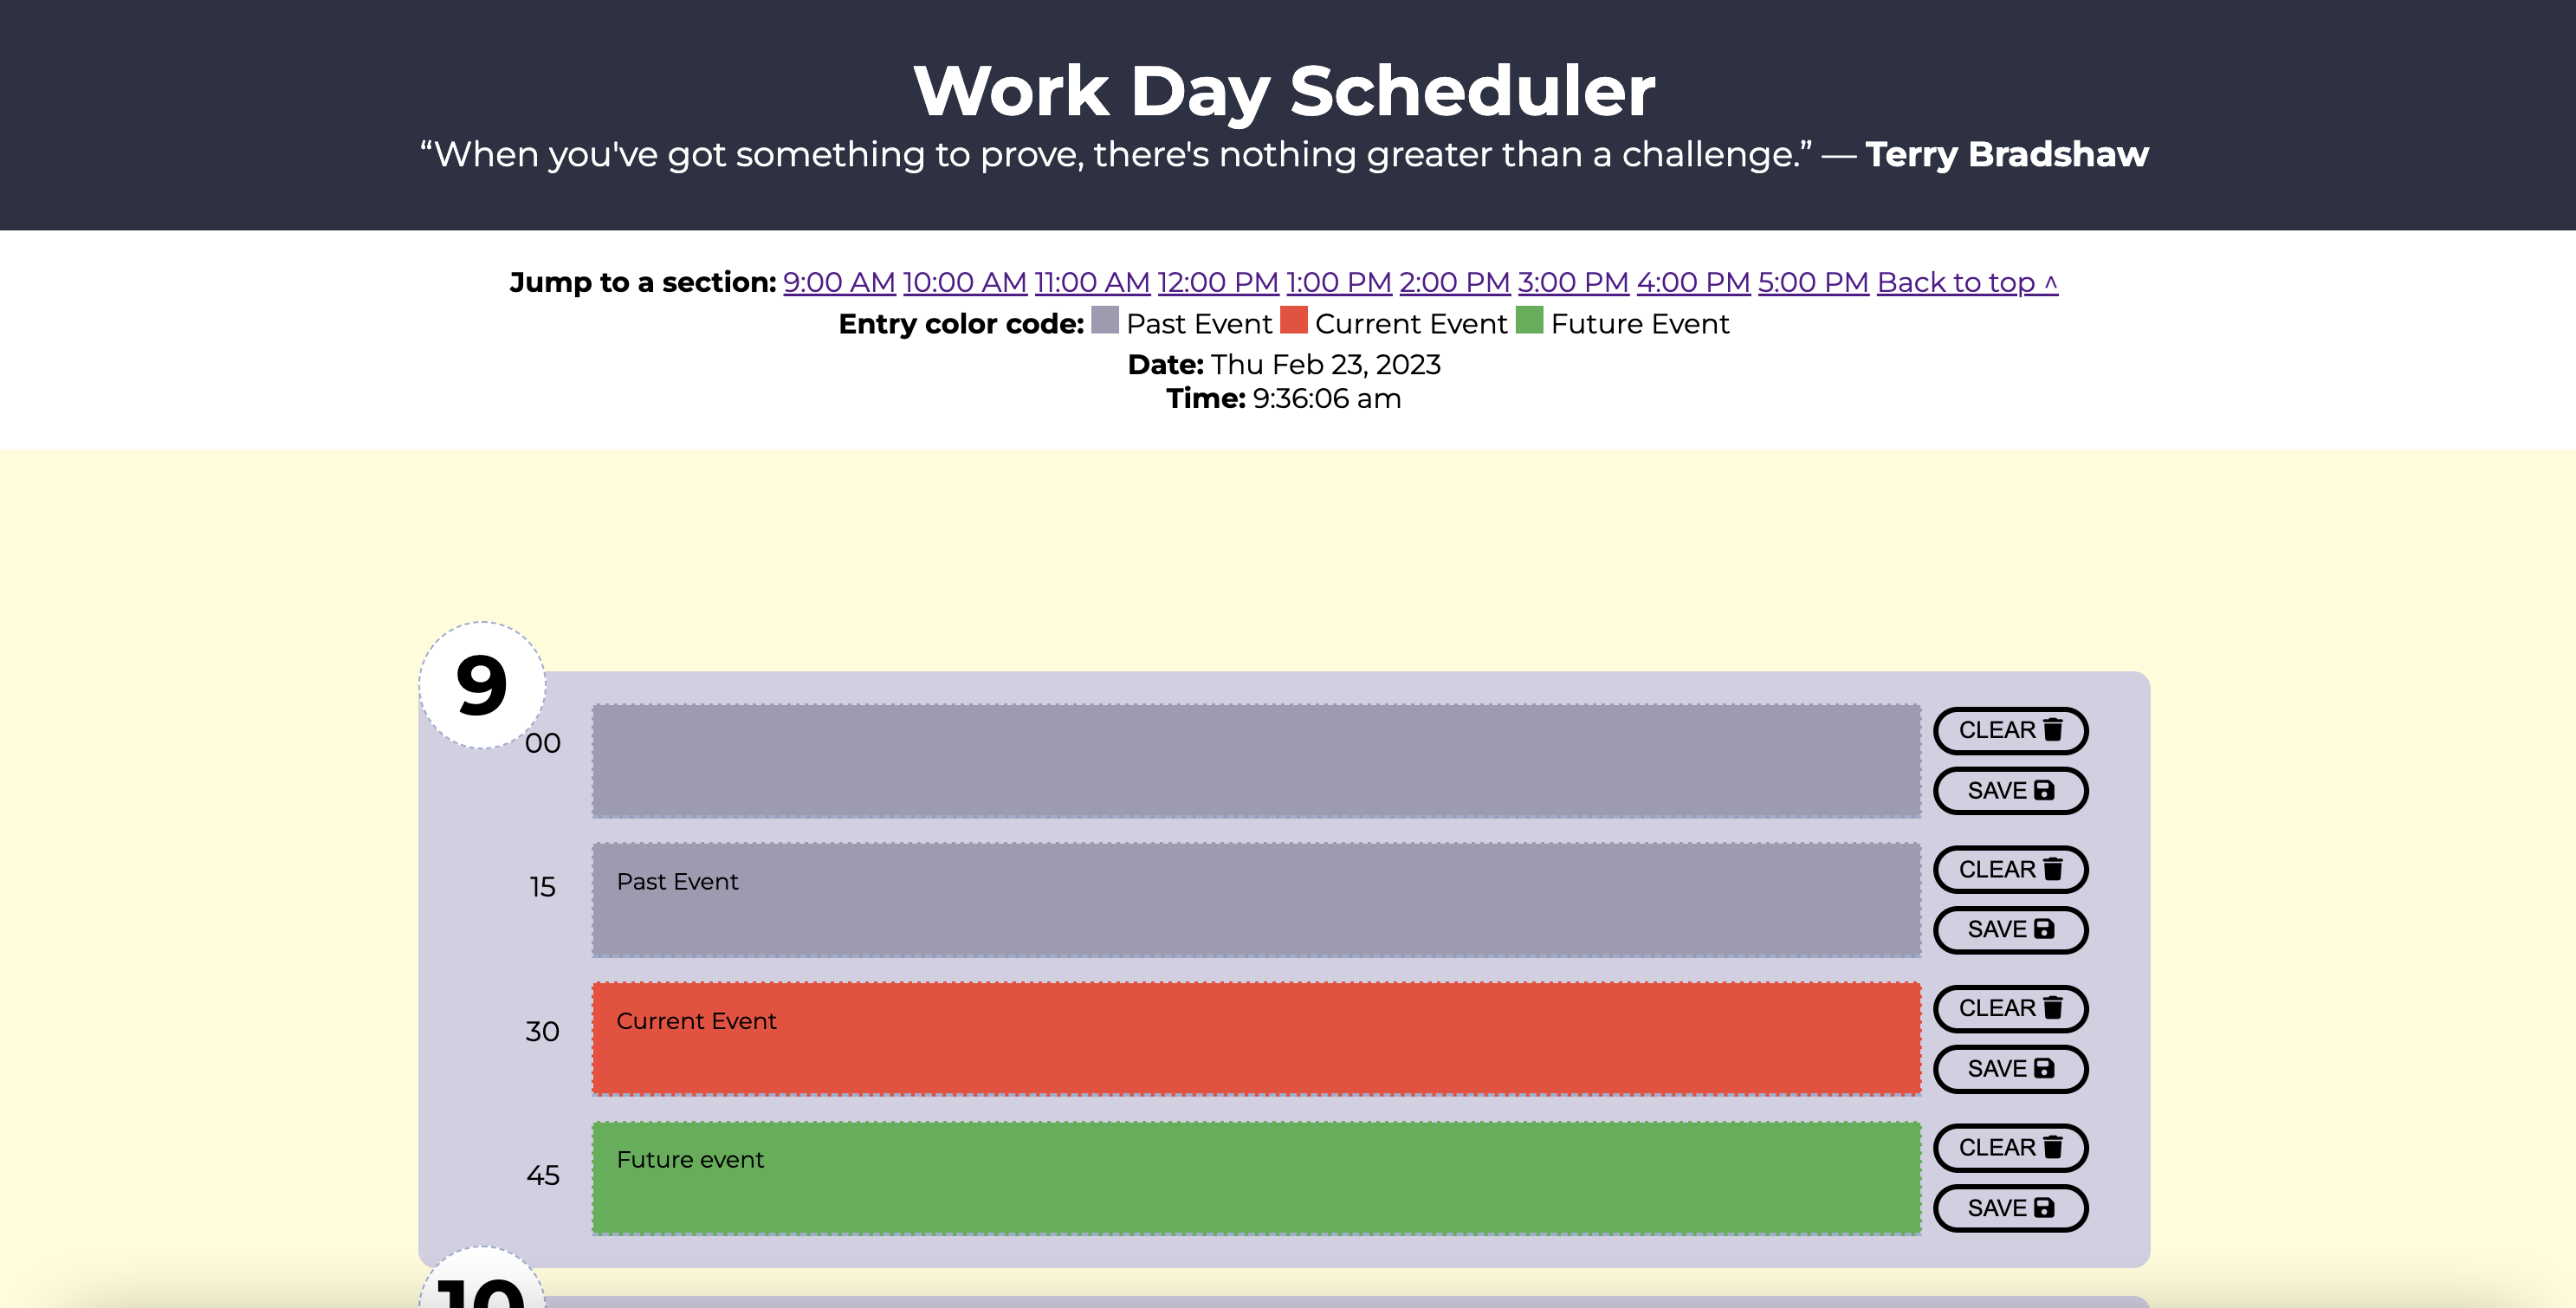 Work Day Scheduler
“When you've got something to prove, there's nothing greater than a challenge.” — Terry Bradshaw
Jump to a section: 9:00 AM 10:00 AM 11:00 AM 12:00 PM 1:00 PM 2:00 PM 3:00 PM 4:00 PM 5:00 PM Back to top ^
Entry color code: Past Event Current Event Future Event
Date: Thu Feb 23, 2023
Time: 9:36:06 am
9
00
CLEAR
SAVE
15
Past Event
CLEAR
SAVE
30
Current Event
CLEAR
SAVE
45
Future event
CLEAR
SAVE
10